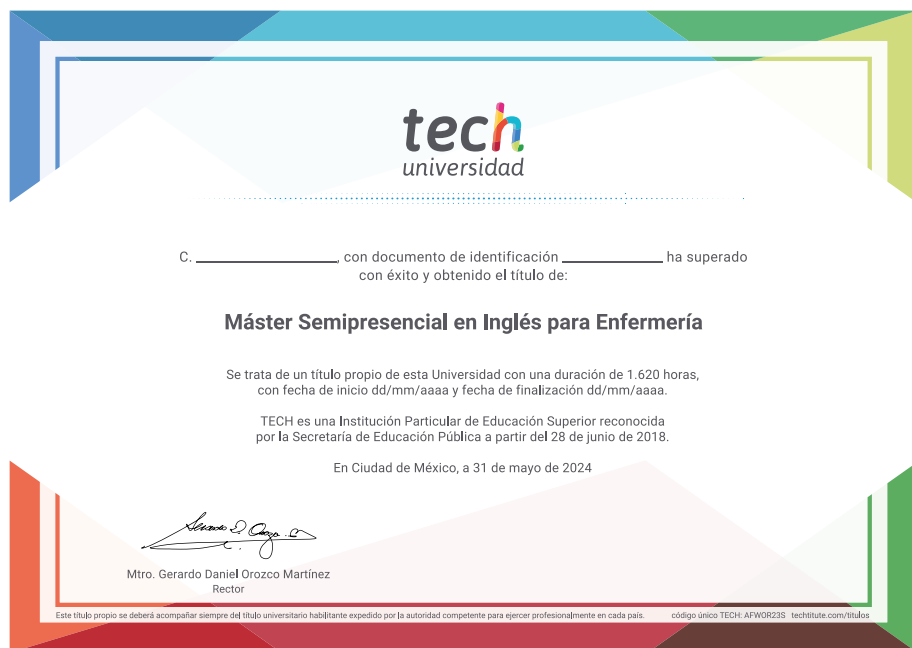 tech
universidad
C. ________________, con documento de identificación ____________ ha superado
con éxito y obtenido el título de:
Máster Semipresencial en Inglés para Enfermería
Se trata de un título propio de esta Universidad con una duración de 1.620 horas,
con fecha de inicio dd/mm/aaaa y fecha de finalización dd/mm/aaaa.
TECH es una Institución Particular de Educación Superior reconocida
por la Secretaría de Educación Pública a partir del 28 de junio de 2018.
En Ciudad de México, a 31 de mayo de 2024
Mtro. Gerardo Daniel Orozco Martínez
Rector
Este título propio se deberá acompañar siempre del título universitario habilitante expedido por la autoridad competente para ejercer profesionalmente en cada país. código único TECH: AFWOR23S techtitute.com/titulos